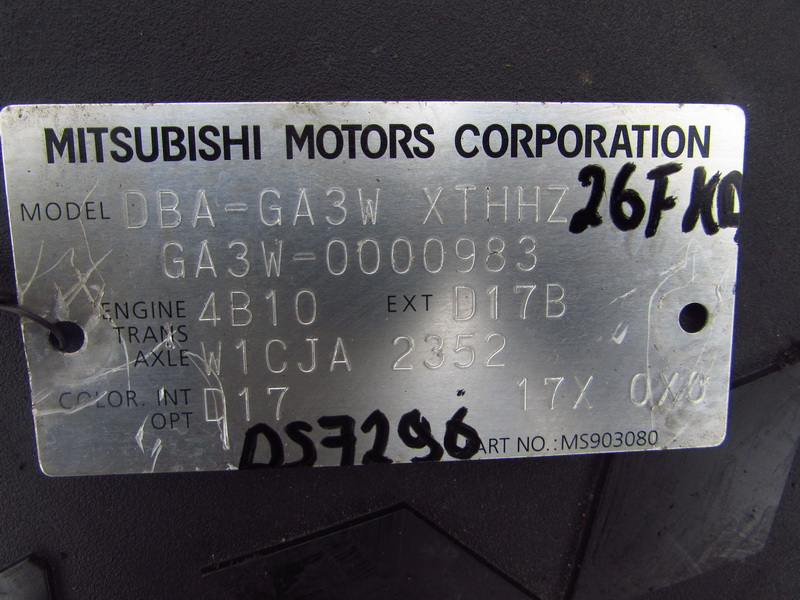 MITSUBISHI MOTORS CORPORATION
MODEL DBA-GA3W XTHHZ 26FKD
GA3W-0000983
ENGINE 4B10 EXT D17B
TRANS
AXLE W1CJA 2352
COLOR. INT D17 17X 0X0
OPT
DS7296 PART NO.: MS903080